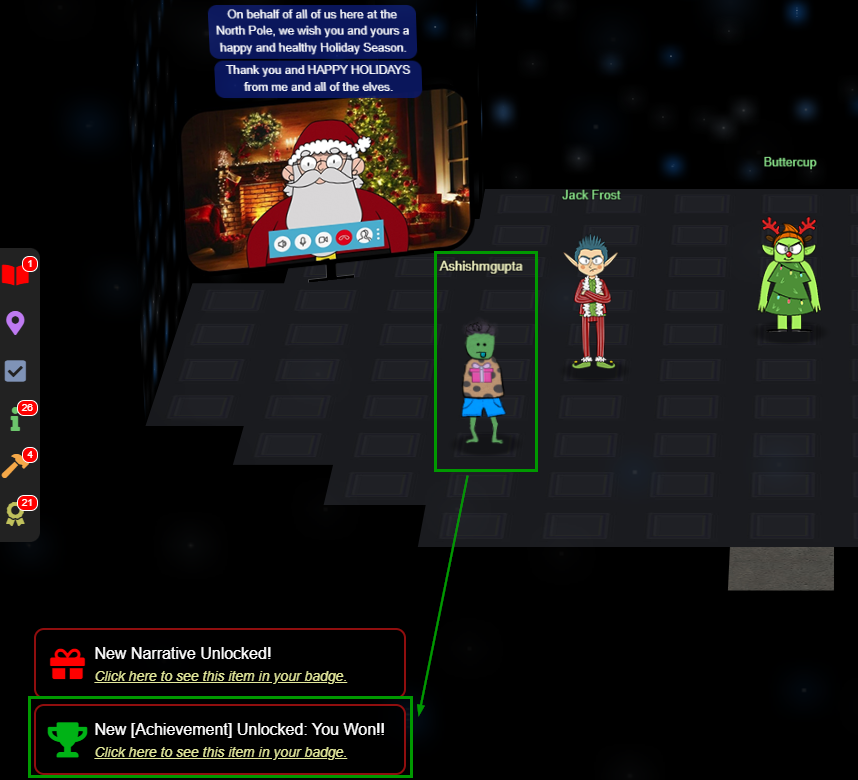 On behalf of all of us here at the
North Pole, we wish you and yours a
happy and healthy Holiday Season.
Thank you and HAPPY HOLIDAYS
from me and all of the elves.
Buttercup
Jack Frost
Ashishmgupta
1
26
4
21
New Narrative Unlocked!
Click here to see this item in your badge.
New [Achievement] Unlocked: You Won!!
Click here to see this item in your badge.